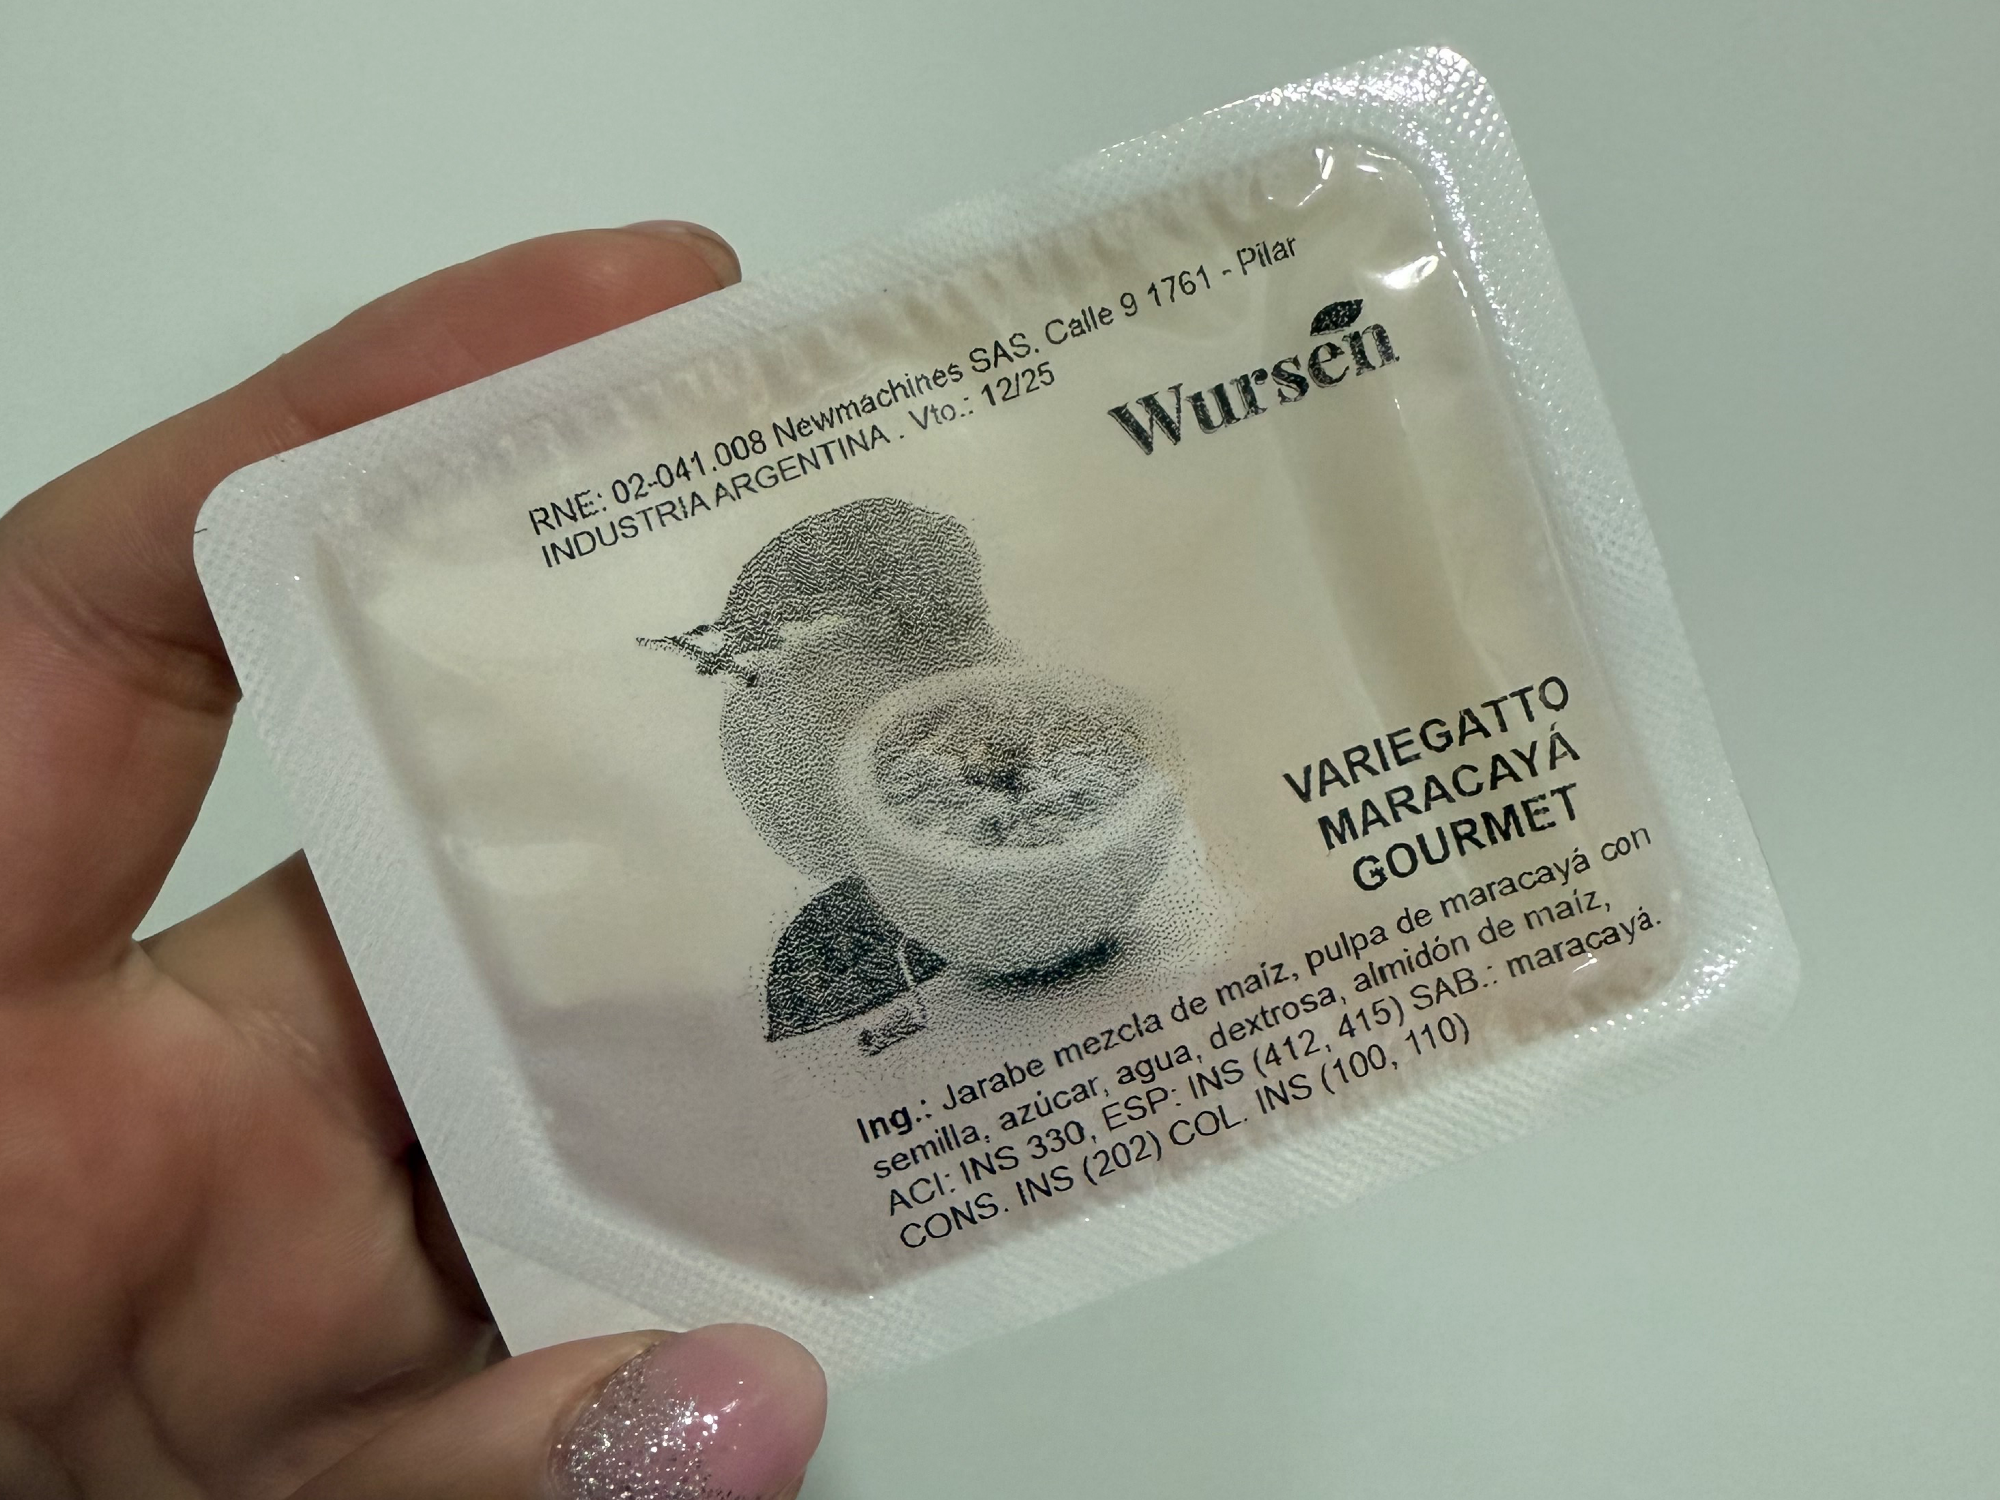 RNE: 02-041.008 Newmachines SAS. Calle 9 1761 - Pilar
INDUSTRIA ARGENTINA . Vto.: 12/25
Wursen
VARIEGATTO
MARACAYÁ
GOURMET
Ing.: Jarabe mezcla de maíz, pulpa de maracayá con
semilla, azúcar, agua, dextrosa, almidón de maíz,
ACI: INS 330, ESP: INS (412, 415) SAB.: maracayá.
CONS. INS (202) COL. INS (100, 110)